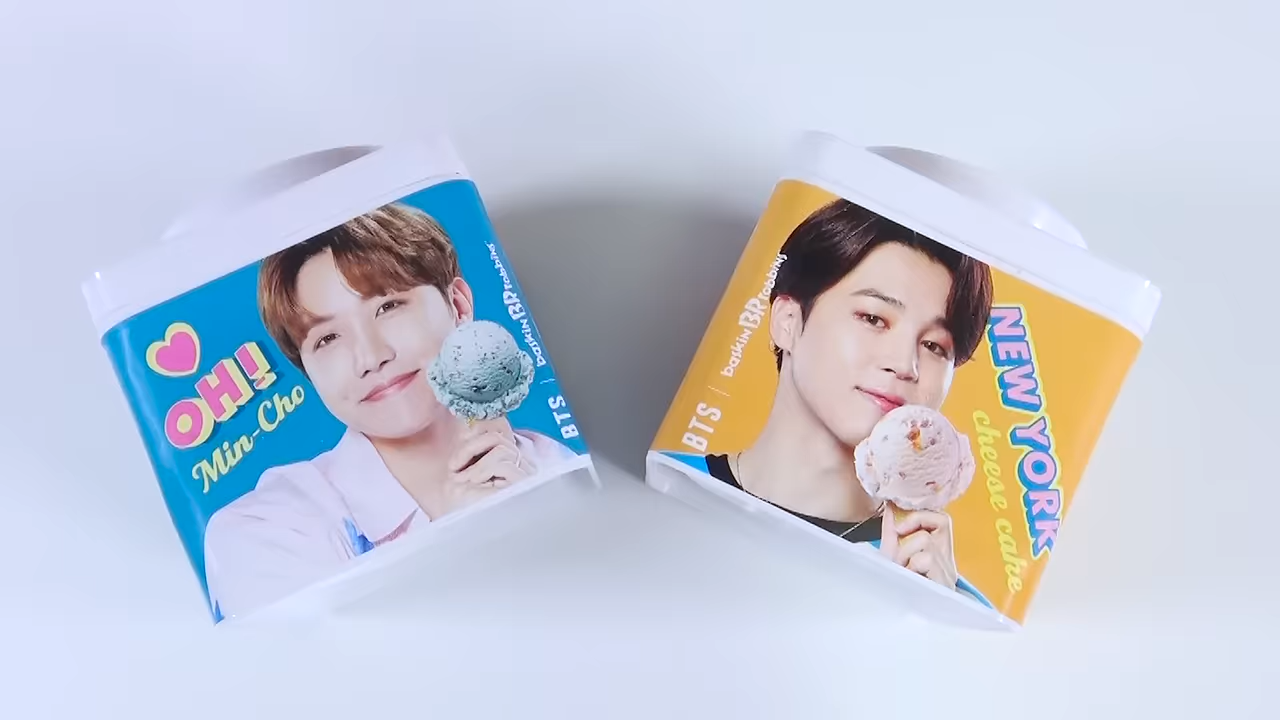 OH!
Min-Cho
baskin BR robbins
BTS
BTS
baskin BR robbins
NEW YORK
cheese cake